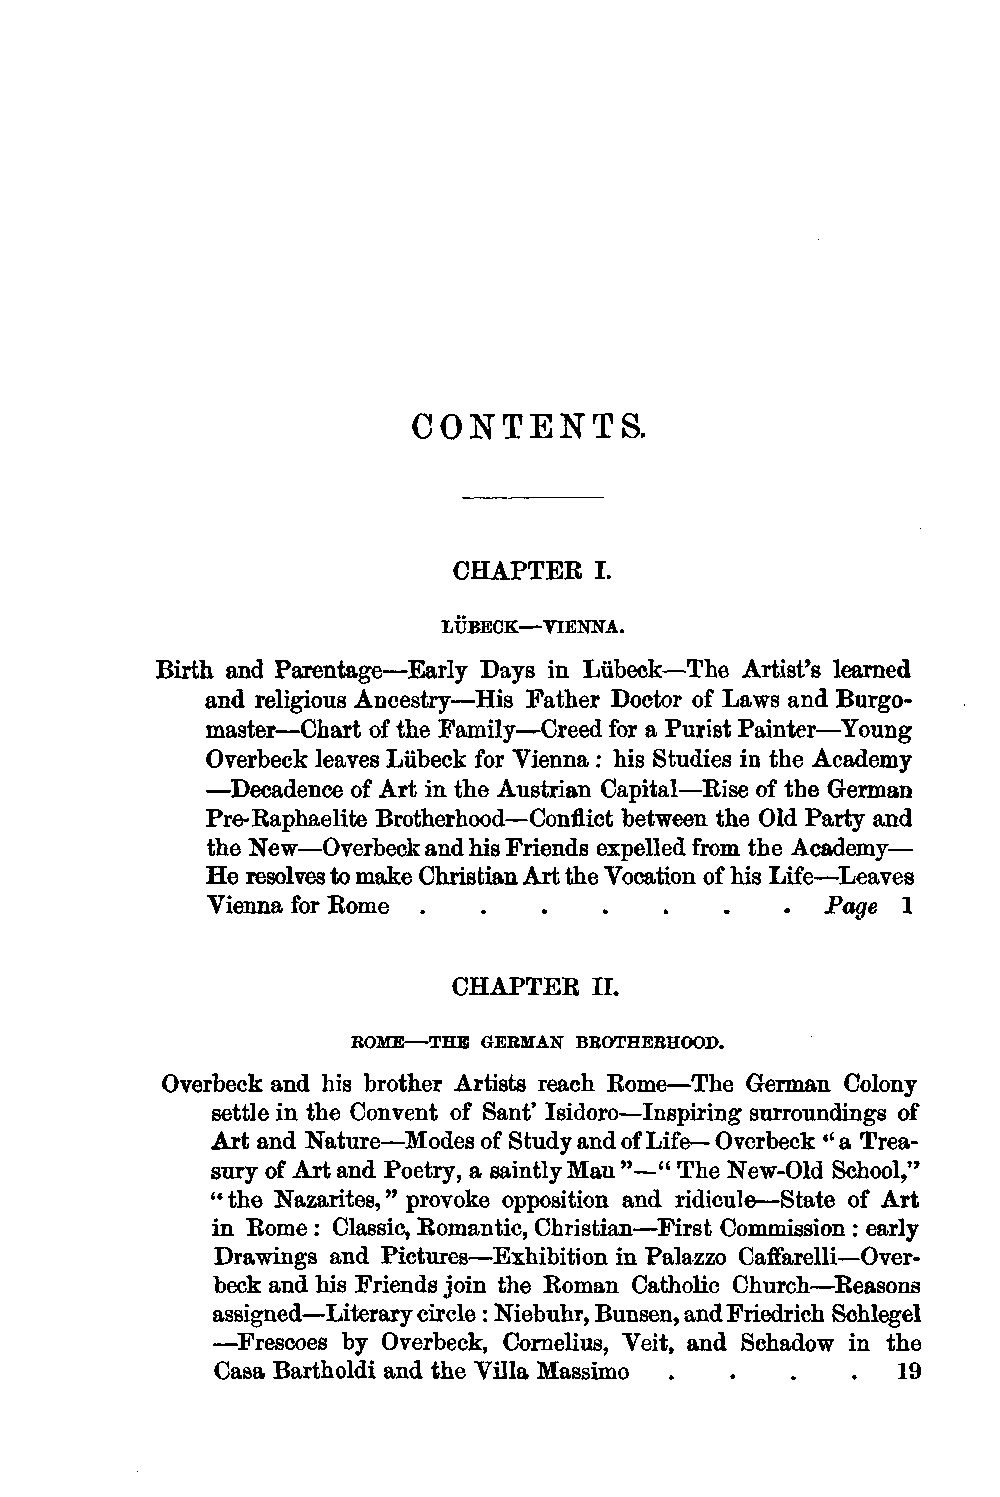 CONTENTS.
CHAPTER I.
LÜBECK—VIENNA.
Birth and Parentage—Early Days in Lübeck—The Artist's learned
and religious Ancestry—His Father Doctor of Laws and Burgo-
master—Chart of the Family—Creed for a Purist Painter—Young
Overbeck leaves Lübeck for Vienna : his Studies in the Academy
—Decadence of Art in the Austrian Capital—Rise of the German
Pre-Raphaelite Brotherhood—Conflict between the Old Party and
the New—Overbeck and his Friends expelled from the Academy—
He resolves to make Christian Art the Vocation of his Life—Leaves
Vienna for Rome . . . . . . . Page 1
CHAPTER II.
ROME—THE GERMAN BROTHERHOOD.
Overbeck and his brother Artists reach Rome—The German Colony
settle in the Convent of Sant' Isidoro—Inspiring surroundings of
Art and Nature—Modes of Study and of Life—Overbeck "a Trea-
sury of Art and Poetry, a saintly Man"—"The New-Old School,"
"the Nazarites," provoke opposition and ridicule—State of Art
in Rome : Classic, Romantic, Christian—First Commission : early
Drawings and Pictures—Exhibition in Palazzo Caffarelli—Over-
beck and his Friends join the Roman Catholic Church—Reasons
assigned—Literary circle : Niebuhr, Bunsen, and Friedrich Schlegel
—Frescoes by Overbeck, Cornelius, Veit, and Schadow in the
Casa Bartholdi and the Villa Massimo . . . . 19